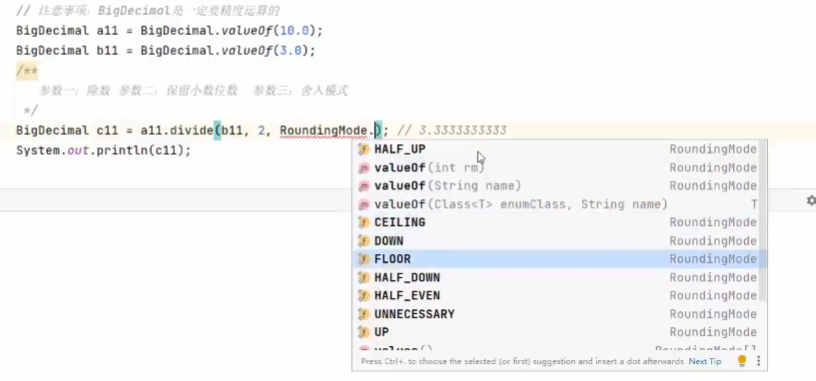 // 注意事项：BigDecimal是一定要精度运算的
BigDecimal a11 = BigDecimal.valueOf(10.0);
BigDecimal b11 = BigDecimal.valueOf(3.0);
/**
参数一：除数 参数二：保留小数位数 参数三：舍入模式
*/
BigDecimal c11 = a11.divide(b11, 2, RoundingMode.); // 3.3333333333
System.out.println(c11);
f HALF_UP RoundingMode
m valueOf(int rm) RoundingMode
m valueOf(String name) RoundingMode
m valueOf(Class<T> enumClass, String name) T
f CEILING RoundingMode
f DOWN RoundingMode
f FLOOR RoundingMode
f HALF_DOWN RoundingMode
f HALF_EVEN RoundingMode
f UNNECESSARY RoundingMode
f UP RoundingMode
m values() RoundingMode[]
Press Ctrl+. to choose the selected (or first) suggestion and insert a dot afterwards Next Tip